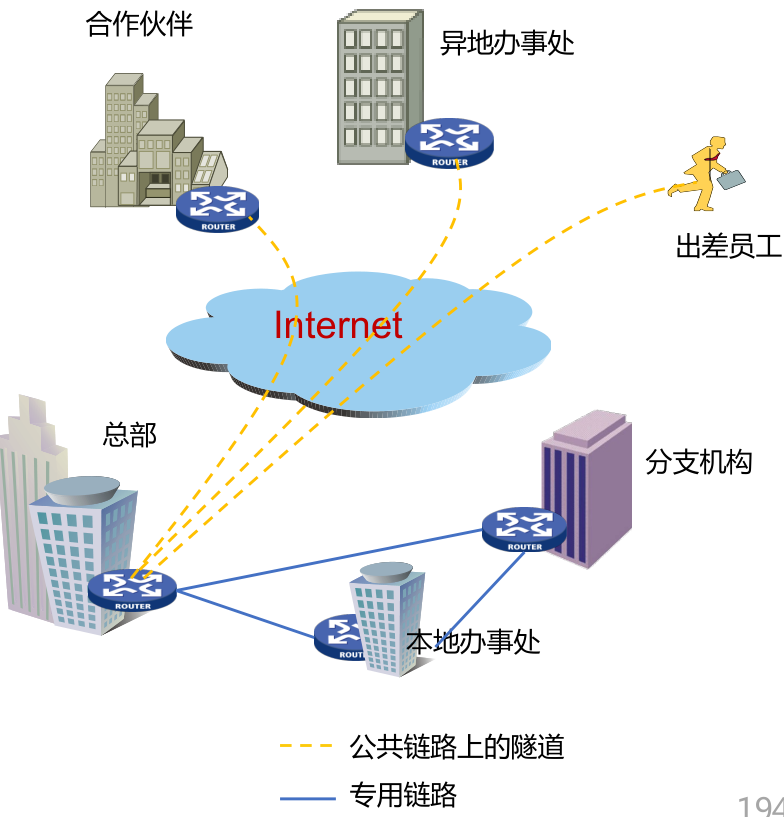 合作伙伴
异地办事处
ROUTER
ROUTER
出差员工
Internet
总部
分支机构
ROUTER
ROUTER
ROUT
本地办事处
公共链路上的隧道
专用链路
194